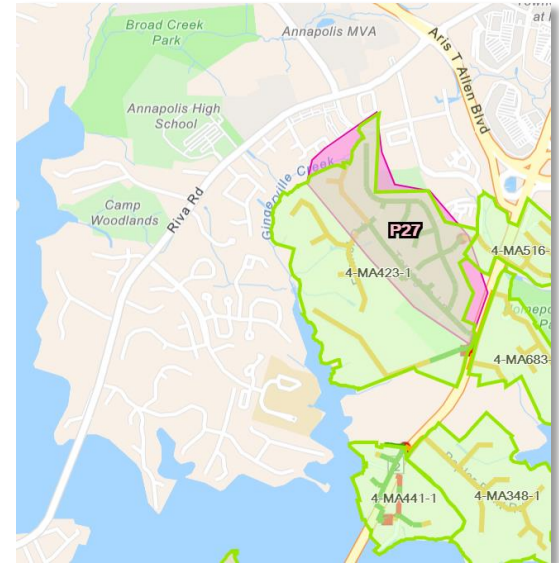 Broad Creek
Park
Annapolis MVA
Aris T Allen Blvd
Annapolis High
School
Gingerville Creek
Camp
Woodlands
Riva Rd
P27
4-MA423-1
4-MA516-
4-MA683-
4-MA441-1
4-MA348-1